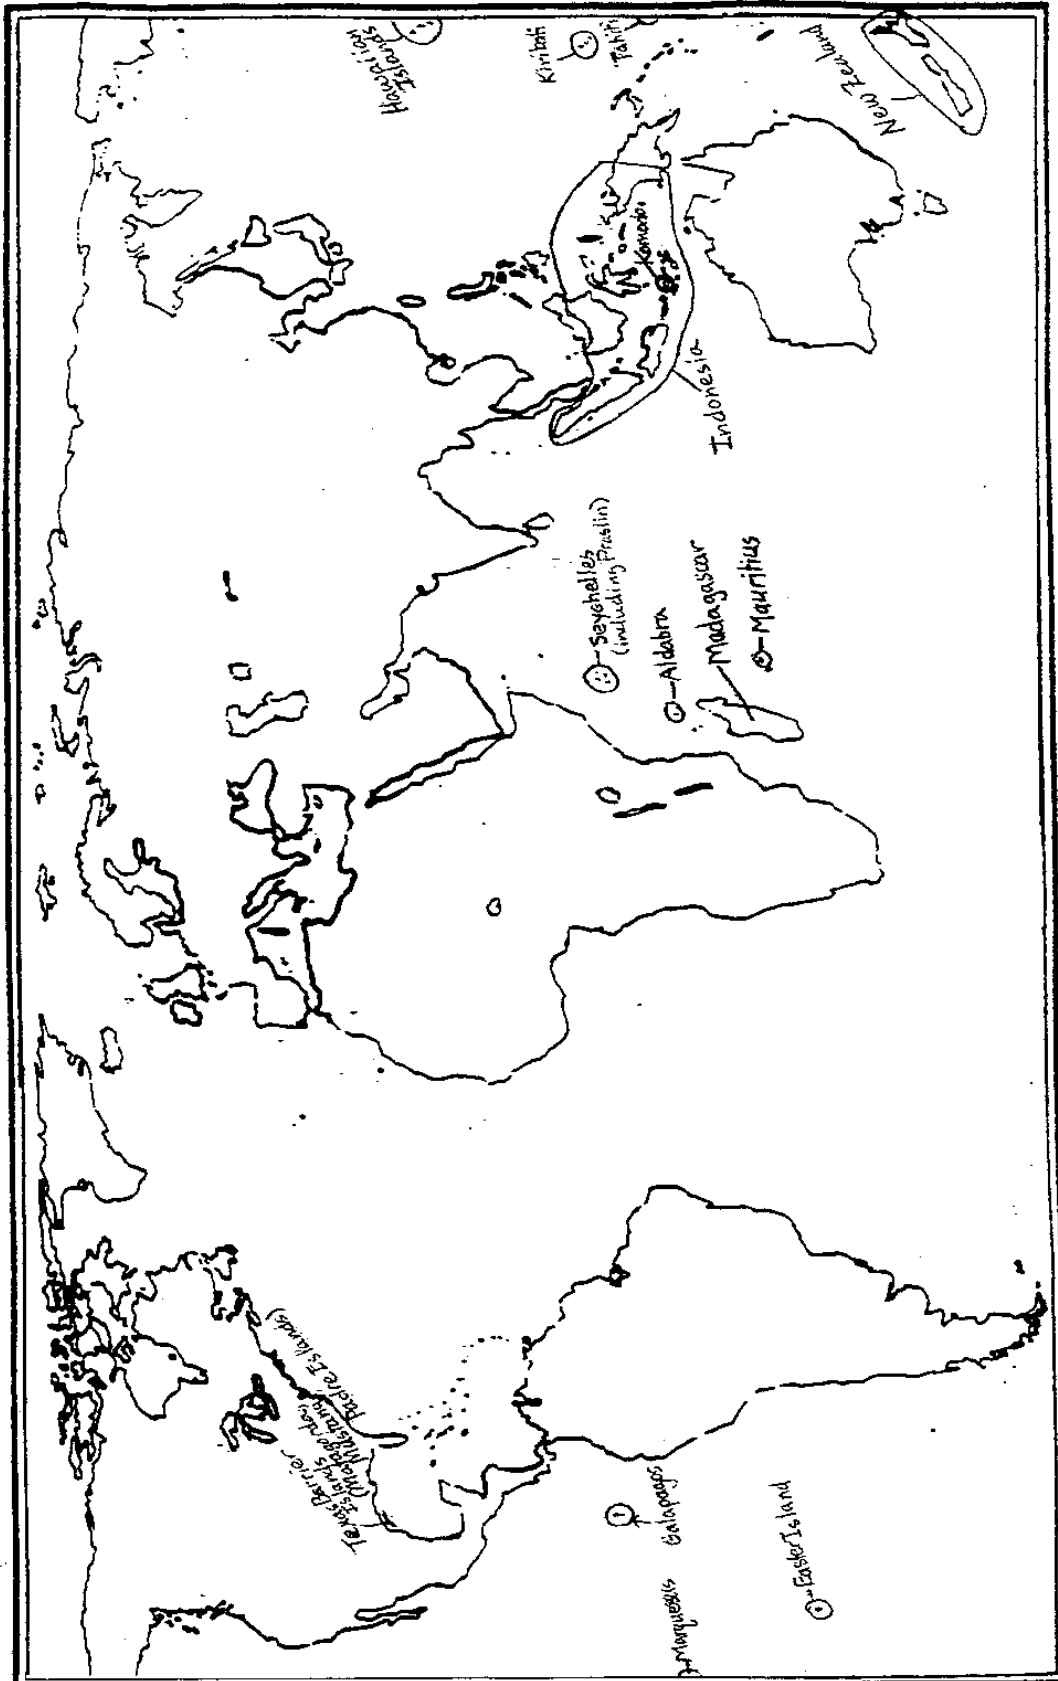 Hawaiian
Islands
Kiribati
Tahiti
New Zealand
Komodo
Indonesia
Seychelles
(including Praslin)
Aldabra
Madagascar
Mauritius
Texas Barrier
Islands
Padre Islands)
Galapagos
Marquesas
Easter Island